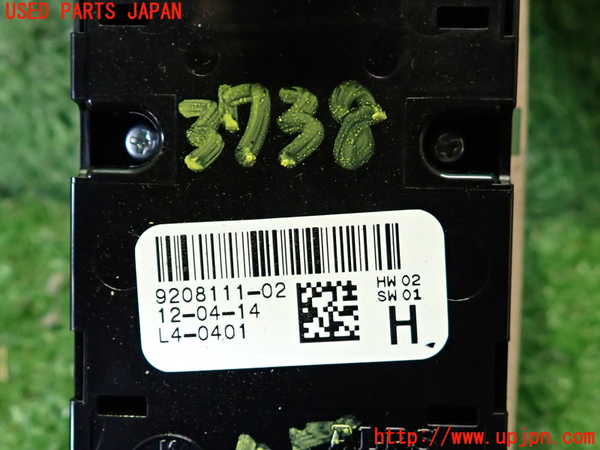 USED PARTS JAPAN
3738
9208111-02
12-04-14
L4-0401
HW 02
SW 01
H
http://www.upjpn.com/